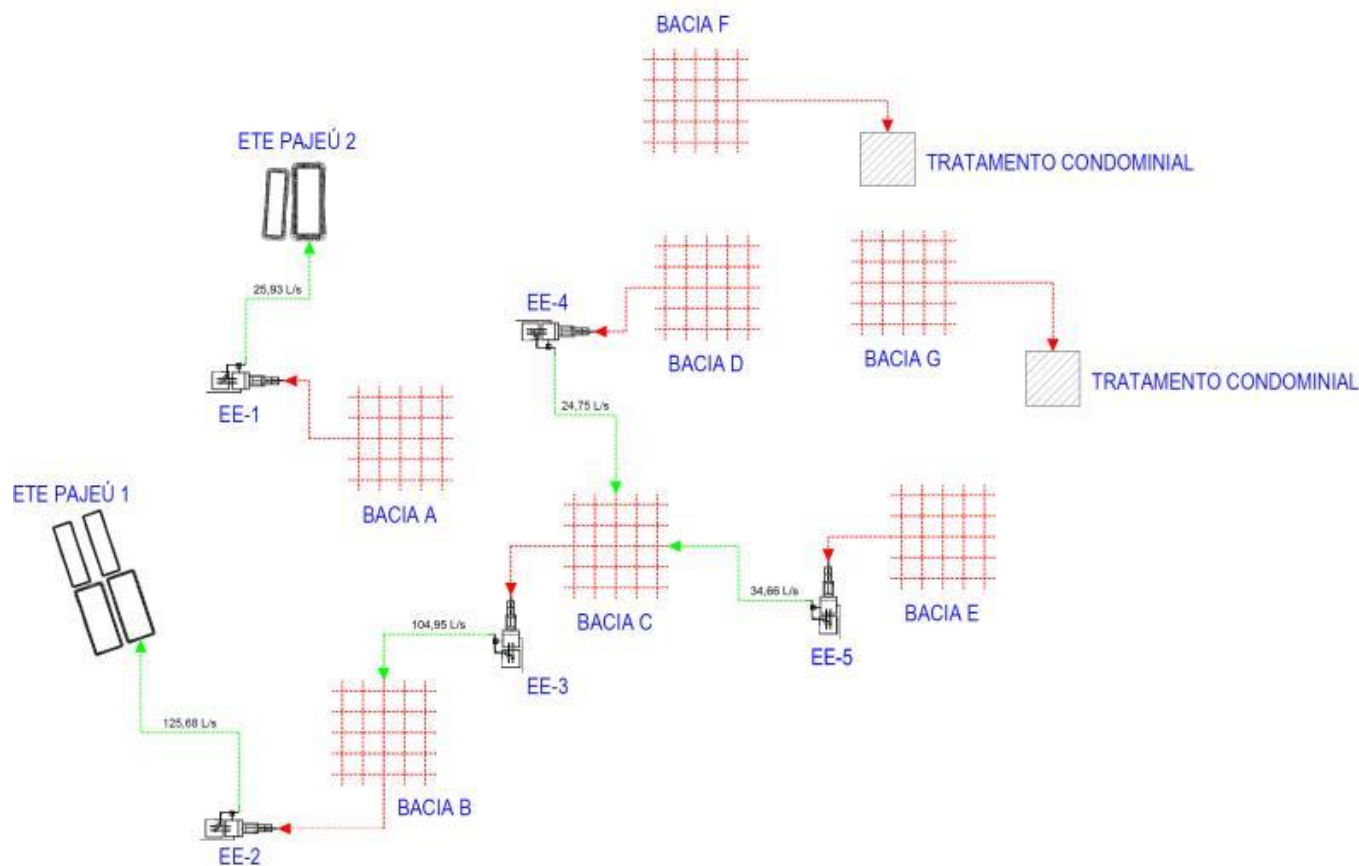 BACIA F
ETE PAJEÚ 2
TRATAMENTO CONDOMINIAL
25,93 L/s
EE-4
BACIA D
BACIA G
TRATAMENTO CONDOMINIAL
EE-1
24,75 L/s
ETE PAJEÚ 1
BACIA A
34,66 L/s
BACIA C
BACIA E
104,95 L/s
EE-5
EE-3
125,68 L/s
BACIA B
EE-2